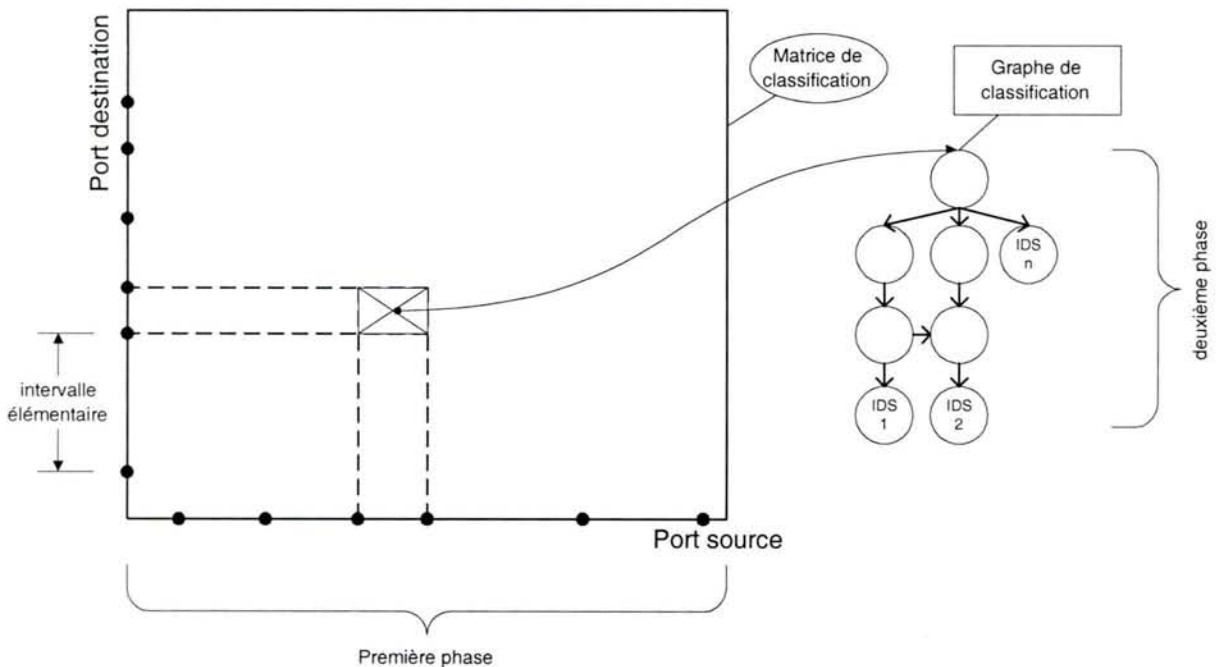 Port destination
Matrice de
classification
Graphe de
classification
IDS
n
deuxième phase
intervalle
élémentaire
IDS
1
IDS
2
Port source
Première phase